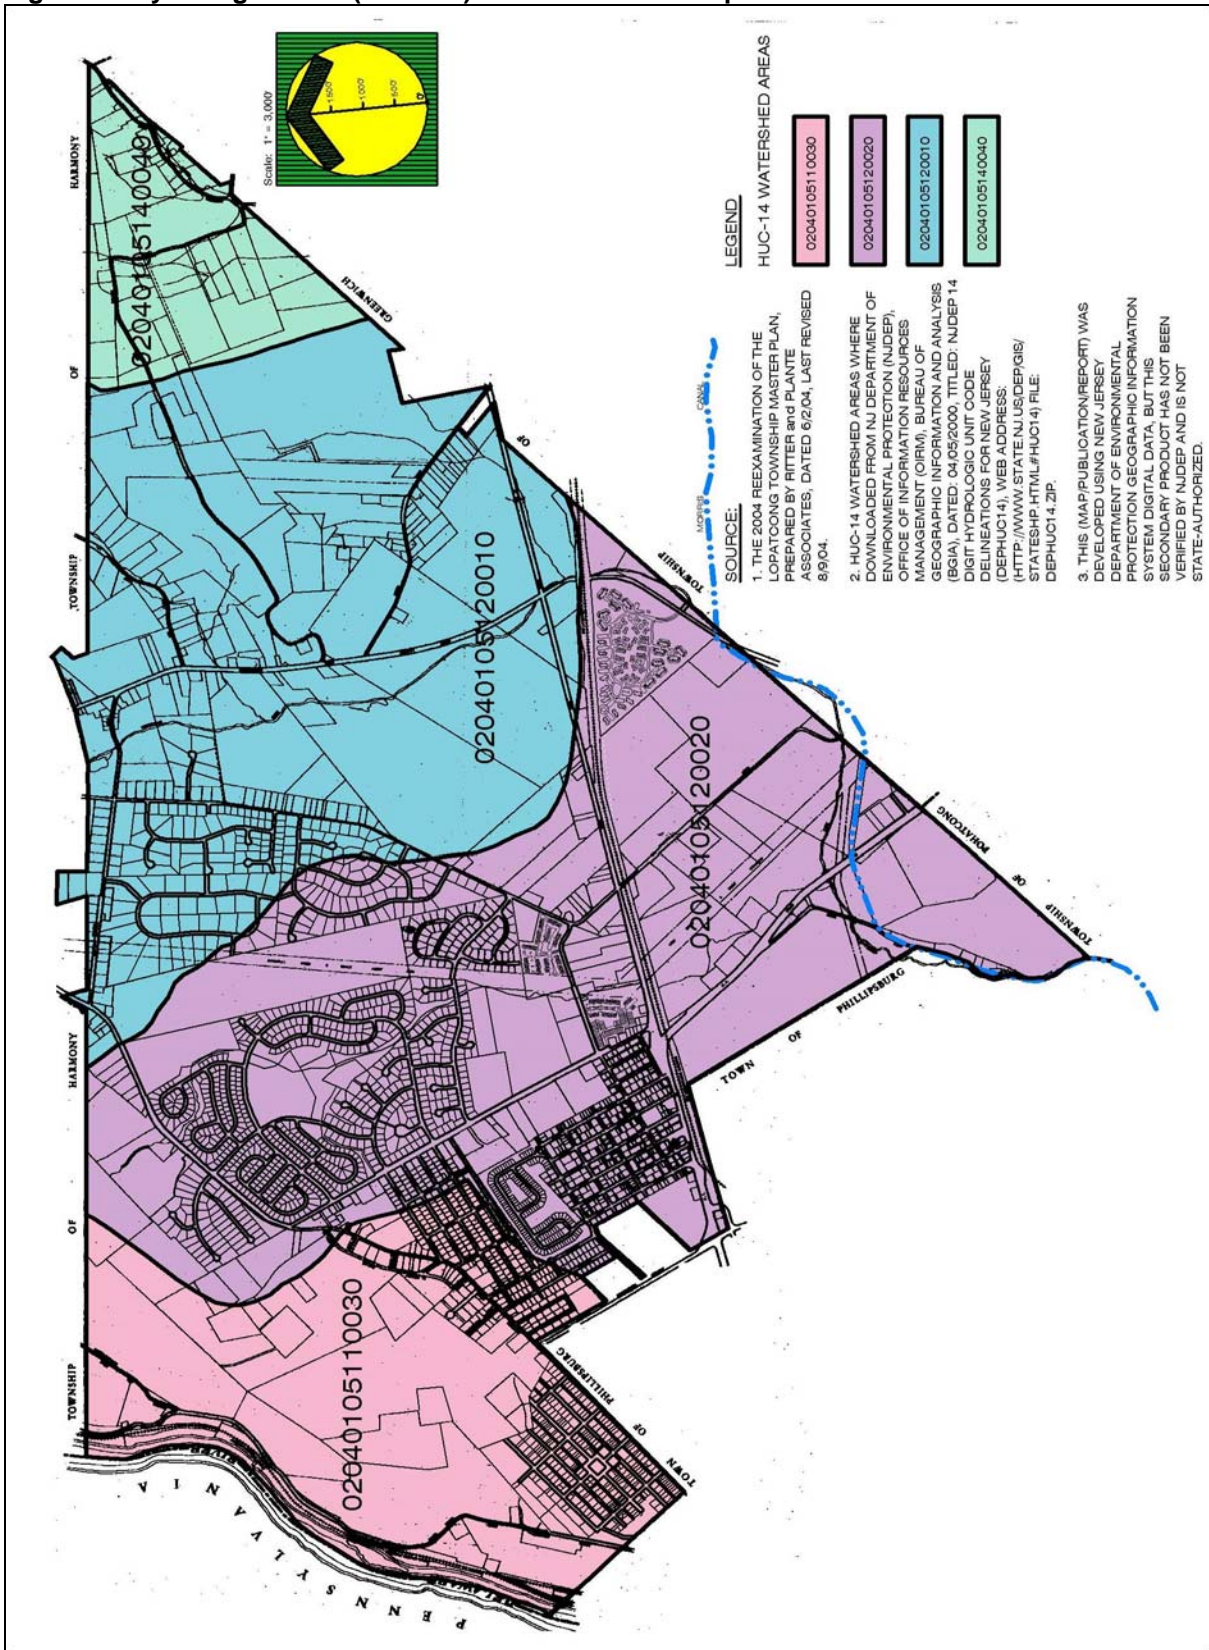 Scale: 1" = 3,000'
1500'
1000'
500'
0'
HARMONY
OF
TOWNSHIP
HARMONY
OF
TOWNSHIP
02040105140040
02040105120010
02040105120020
02040105110030
GREENWICH
OF
TOWNSHIP
POHATCONG
OF
TOWNSHIP
TOWN OF PHILLIPSBURG
TOWN OF PHILLIPSBURG
PENNSYLVANIA
DELAWARE RIVER
MORRIS CANAL
LEGEND
HUC-14 WATERSHED AREAS
02040105110030
02040105120020
02040105120010
02040105140040
SOURCE:
1. THE 2004 REEXAMINATION OF THE
LOPATCONG TOWNSHIP MASTER PLAN,
PREPARED BY RITTER and PLANTE
ASSOCIATES, DATED 6/2/04, LAST REVISED
8/9/04.
2. HUC-14 WATERSHED AREAS WHERE
DOWNLOADED FROM NJ DEPARTMENT OF
ENVIRONMENTAL PROTECTION (NJDEP),
OFFICE OF INFORMATION RESOURCES
MANAGEMENT (OIRM), BUREAU OF
GEOGRAPHIC INFORMATION AND ANALYSIS
(BGIA), DATED: 04/05/2000, TITLED: NJDEP 14
DIGIT HYDROLOGIC UNIT CODE
DELINEATIONS FOR NEW JERSEY
(DEPHUC14), WEB ADDRESS:
(HTTP://WWW.STATE.NJ.US/DEP/GIS/
STATESHP.HTML#HUC14) FILE:
DEPHUC14.ZIP.
3. THIS (MAP/PUBLICATION/REPORT) WAS
DEVELOPED USING NEW JERSEY
DEPARTMENT OF ENVIRONMENTAL
PROTECTION GEOGRAPHIC INFORMATION
SYSTEM DIGITAL DATA, BUT THIS
SECONDARY PRODUCT HAS NOT BEEN
VERIFIED BY NJDEP AND IS NOT
STATE-AUTHORIZED.